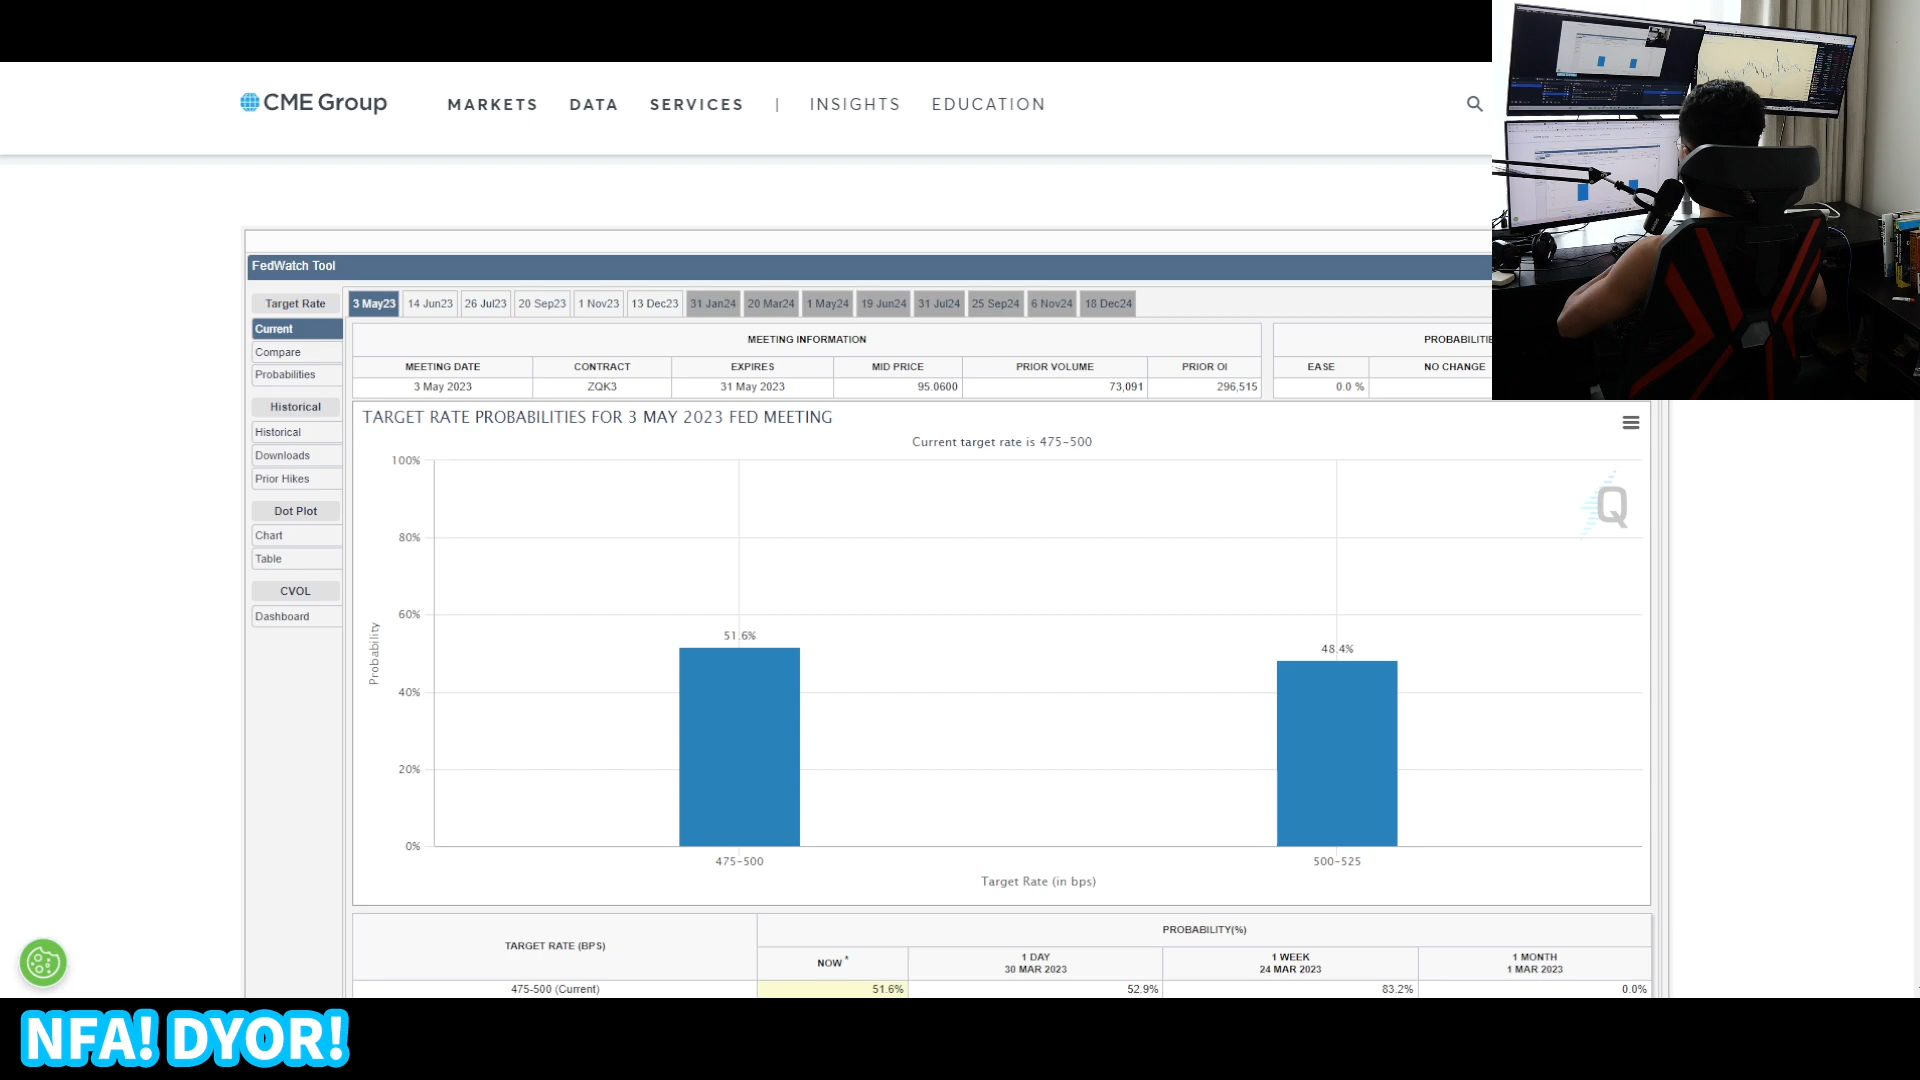 CME Group
MARKETS DATA SERVICES | INSIGHTS EDUCATION
FedWatch Tool
Target Rate
3 May23 14 Jun23 26 Jul23 20 Sep23 1 Nov23 13 Dec23 31 Jan24 20 Mar24 1 May24 19 Jun24 31 Jul24 25 Sep24 6 Nov24 18 Dec24
Current
Compare
Probabilities
Historical
Historical
Downloads
Prior Hikes
Dot Plot
Chart
Table
CVOL
Dashboard
MEETING INFORMATION
MEETING DATE CONTRACT EXPIRES MID PRICE PRIOR VOLUME PRIOR OI
3 May 2023 ZQK3 31 May 2023 95.0600 73,091 296,515
PROBABILITIE
EASE NO CHANGE
0.0 %
TARGET RATE PROBABILITIES FOR 3 MAY 2023 FED MEETING
Current target rate is 475-500
Q
100%
80%
60%
40%
20%
0%
Probability
51.6%
48.4%
475-500 500-525
Target Rate (in bps)
TARGET RATE (BPS) PROBABILITY(%)
NOW * 1 DAY 1 WEEK 1 MONTH
30 MAR 2023 24 MAR 2023 1 MAR 2023
475-500 (Current) 51.6% 52.9% 83.2% 0.0%
NFA! DYOR!